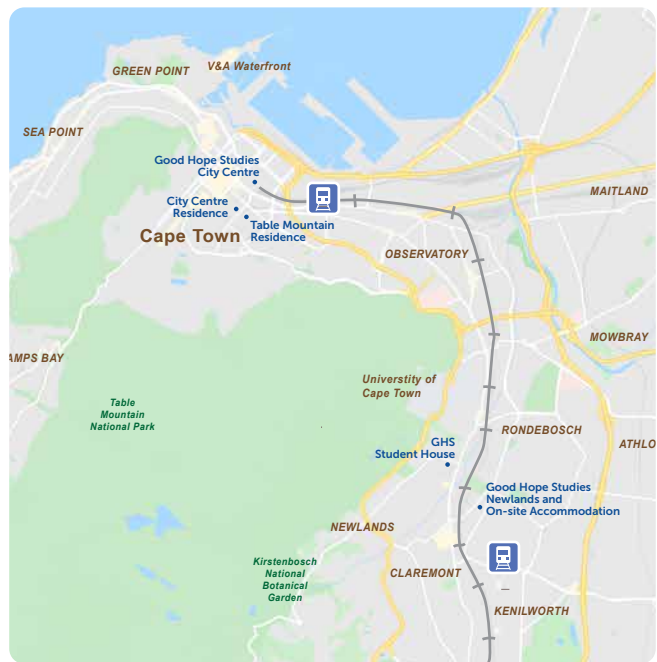 GREEN POINT
V&A Waterfront
SEA POINT
Good Hope Studies
City Centre
MAITLAND
City Centre
Residence
Table Mountain
Residence
Cape Town
OBSERVATORY
MOWBRAY
AMPS BAY
Universtity of
Cape Town
Table
Mountain
National Park
RONDEBOSCH
ATHLO
GHS
Student House
Good Hope Studies
Newlands and
On-site Accommodation
NEWLANDS
Kirstenbosch
National
Botanical
Garden
CLAREMONT
KENILWORTH